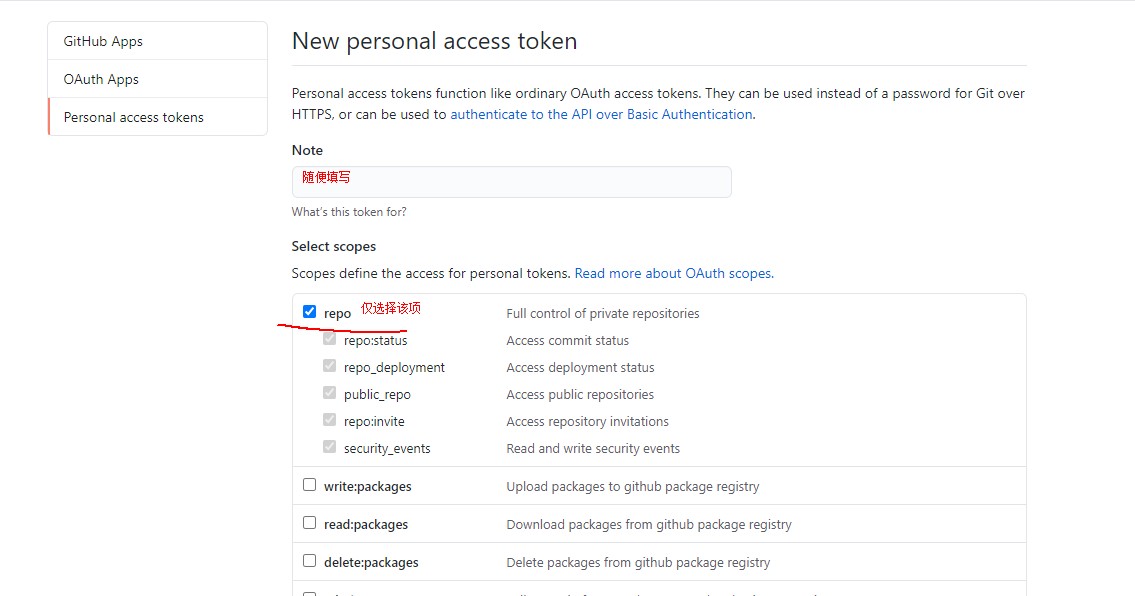 GitHub Apps
OAuth Apps
Personal access tokens
New personal access token
Personal access tokens function like ordinary OAuth access tokens. They can be used instead of a password for Git over
HTTPS, or can be used to authenticate to the API over Basic Authentication.
Note
随便填写
What's this token for?
Select scopes
Scopes define the access for personal tokens. Read more about OAuth scopes.
repo 仅选择该项 Full control of private repositories
repo:status Access commit status
repo_deployment Access deployment status
public_repo Access public repositories
repo:invite Access repository invitations
security_events Read and write security events
write:packages Upload packages to github package registry
read:packages Download packages from github package registry
delete:packages Delete packages from github package registry